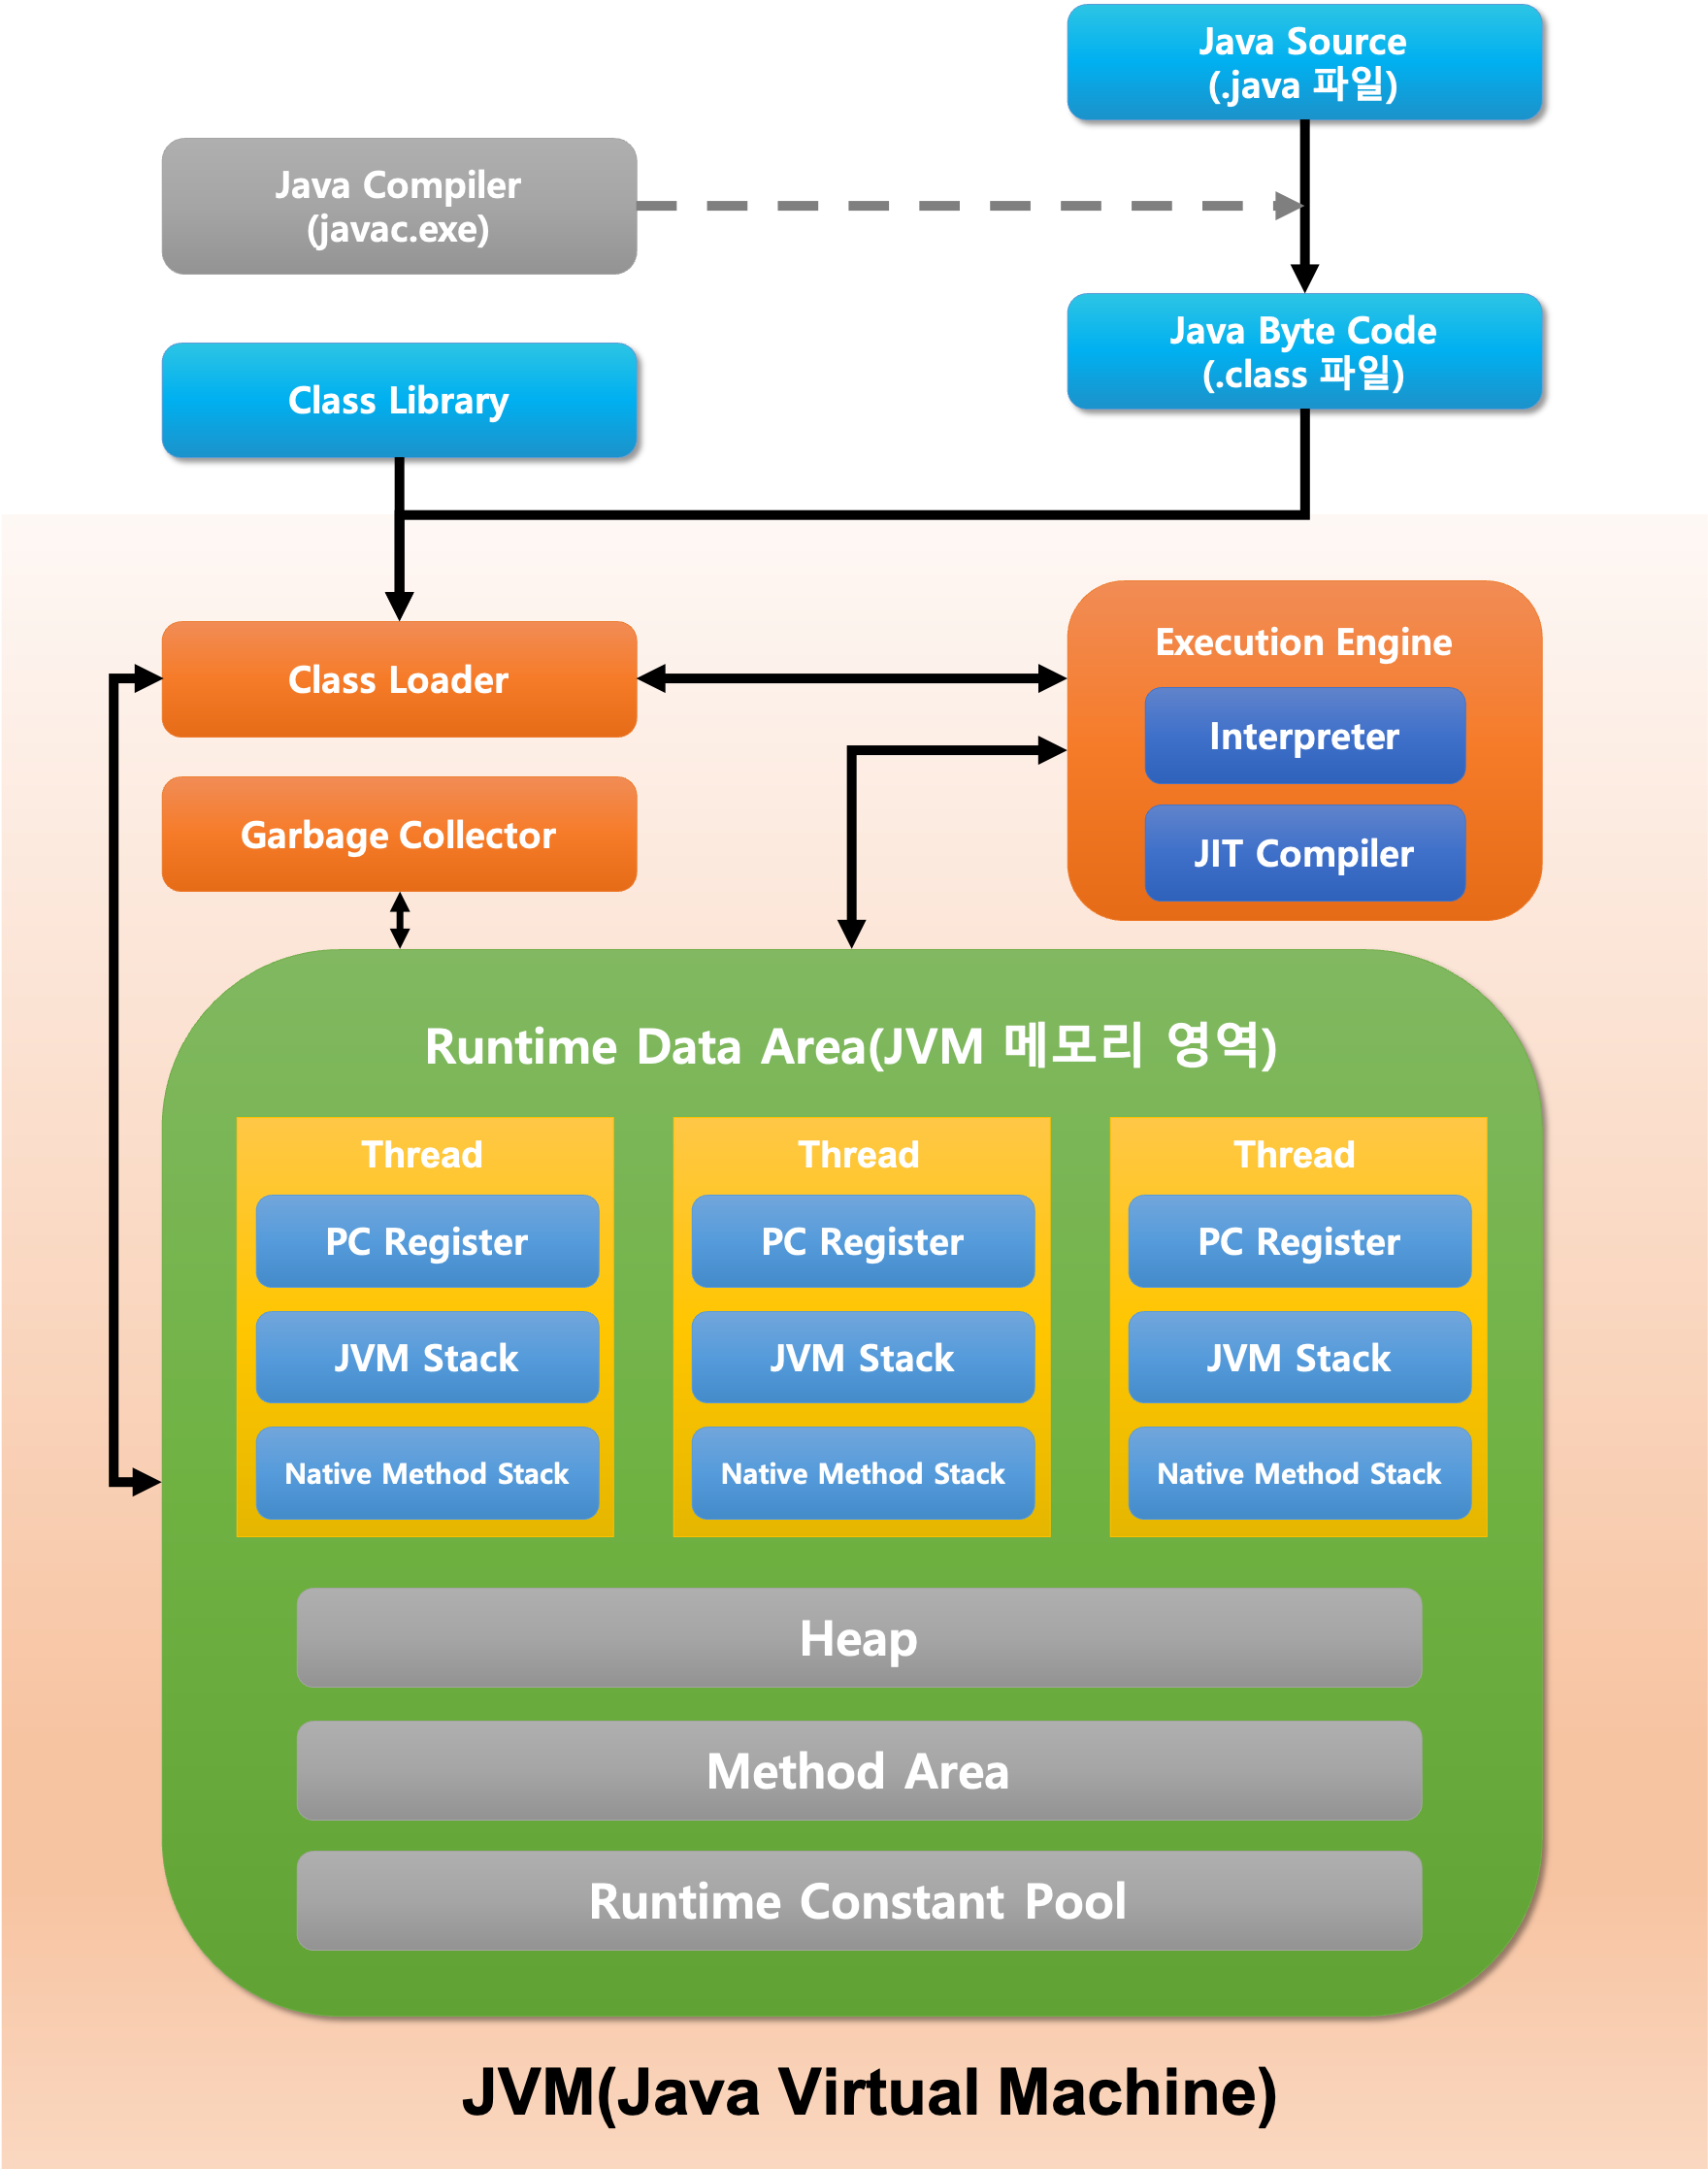 Java Source
(.java 파일)
Java Compiler
(javac.exe)
Java Byte Code
(.class 파일)
Class Library
Class Loader
Execution Engine
Interpreter
JIT Compiler
Garbage Collector
Runtime Data Area(JVM 메모리 영역)
Thread
PC Register
JVM Stack
Native Method Stack
Thread
PC Register
JVM Stack
Native Method Stack
Thread
PC Register
JVM Stack
Native Method Stack
Heap
Method Area
Runtime Constant Pool
JVM(Java Virtual Machine)